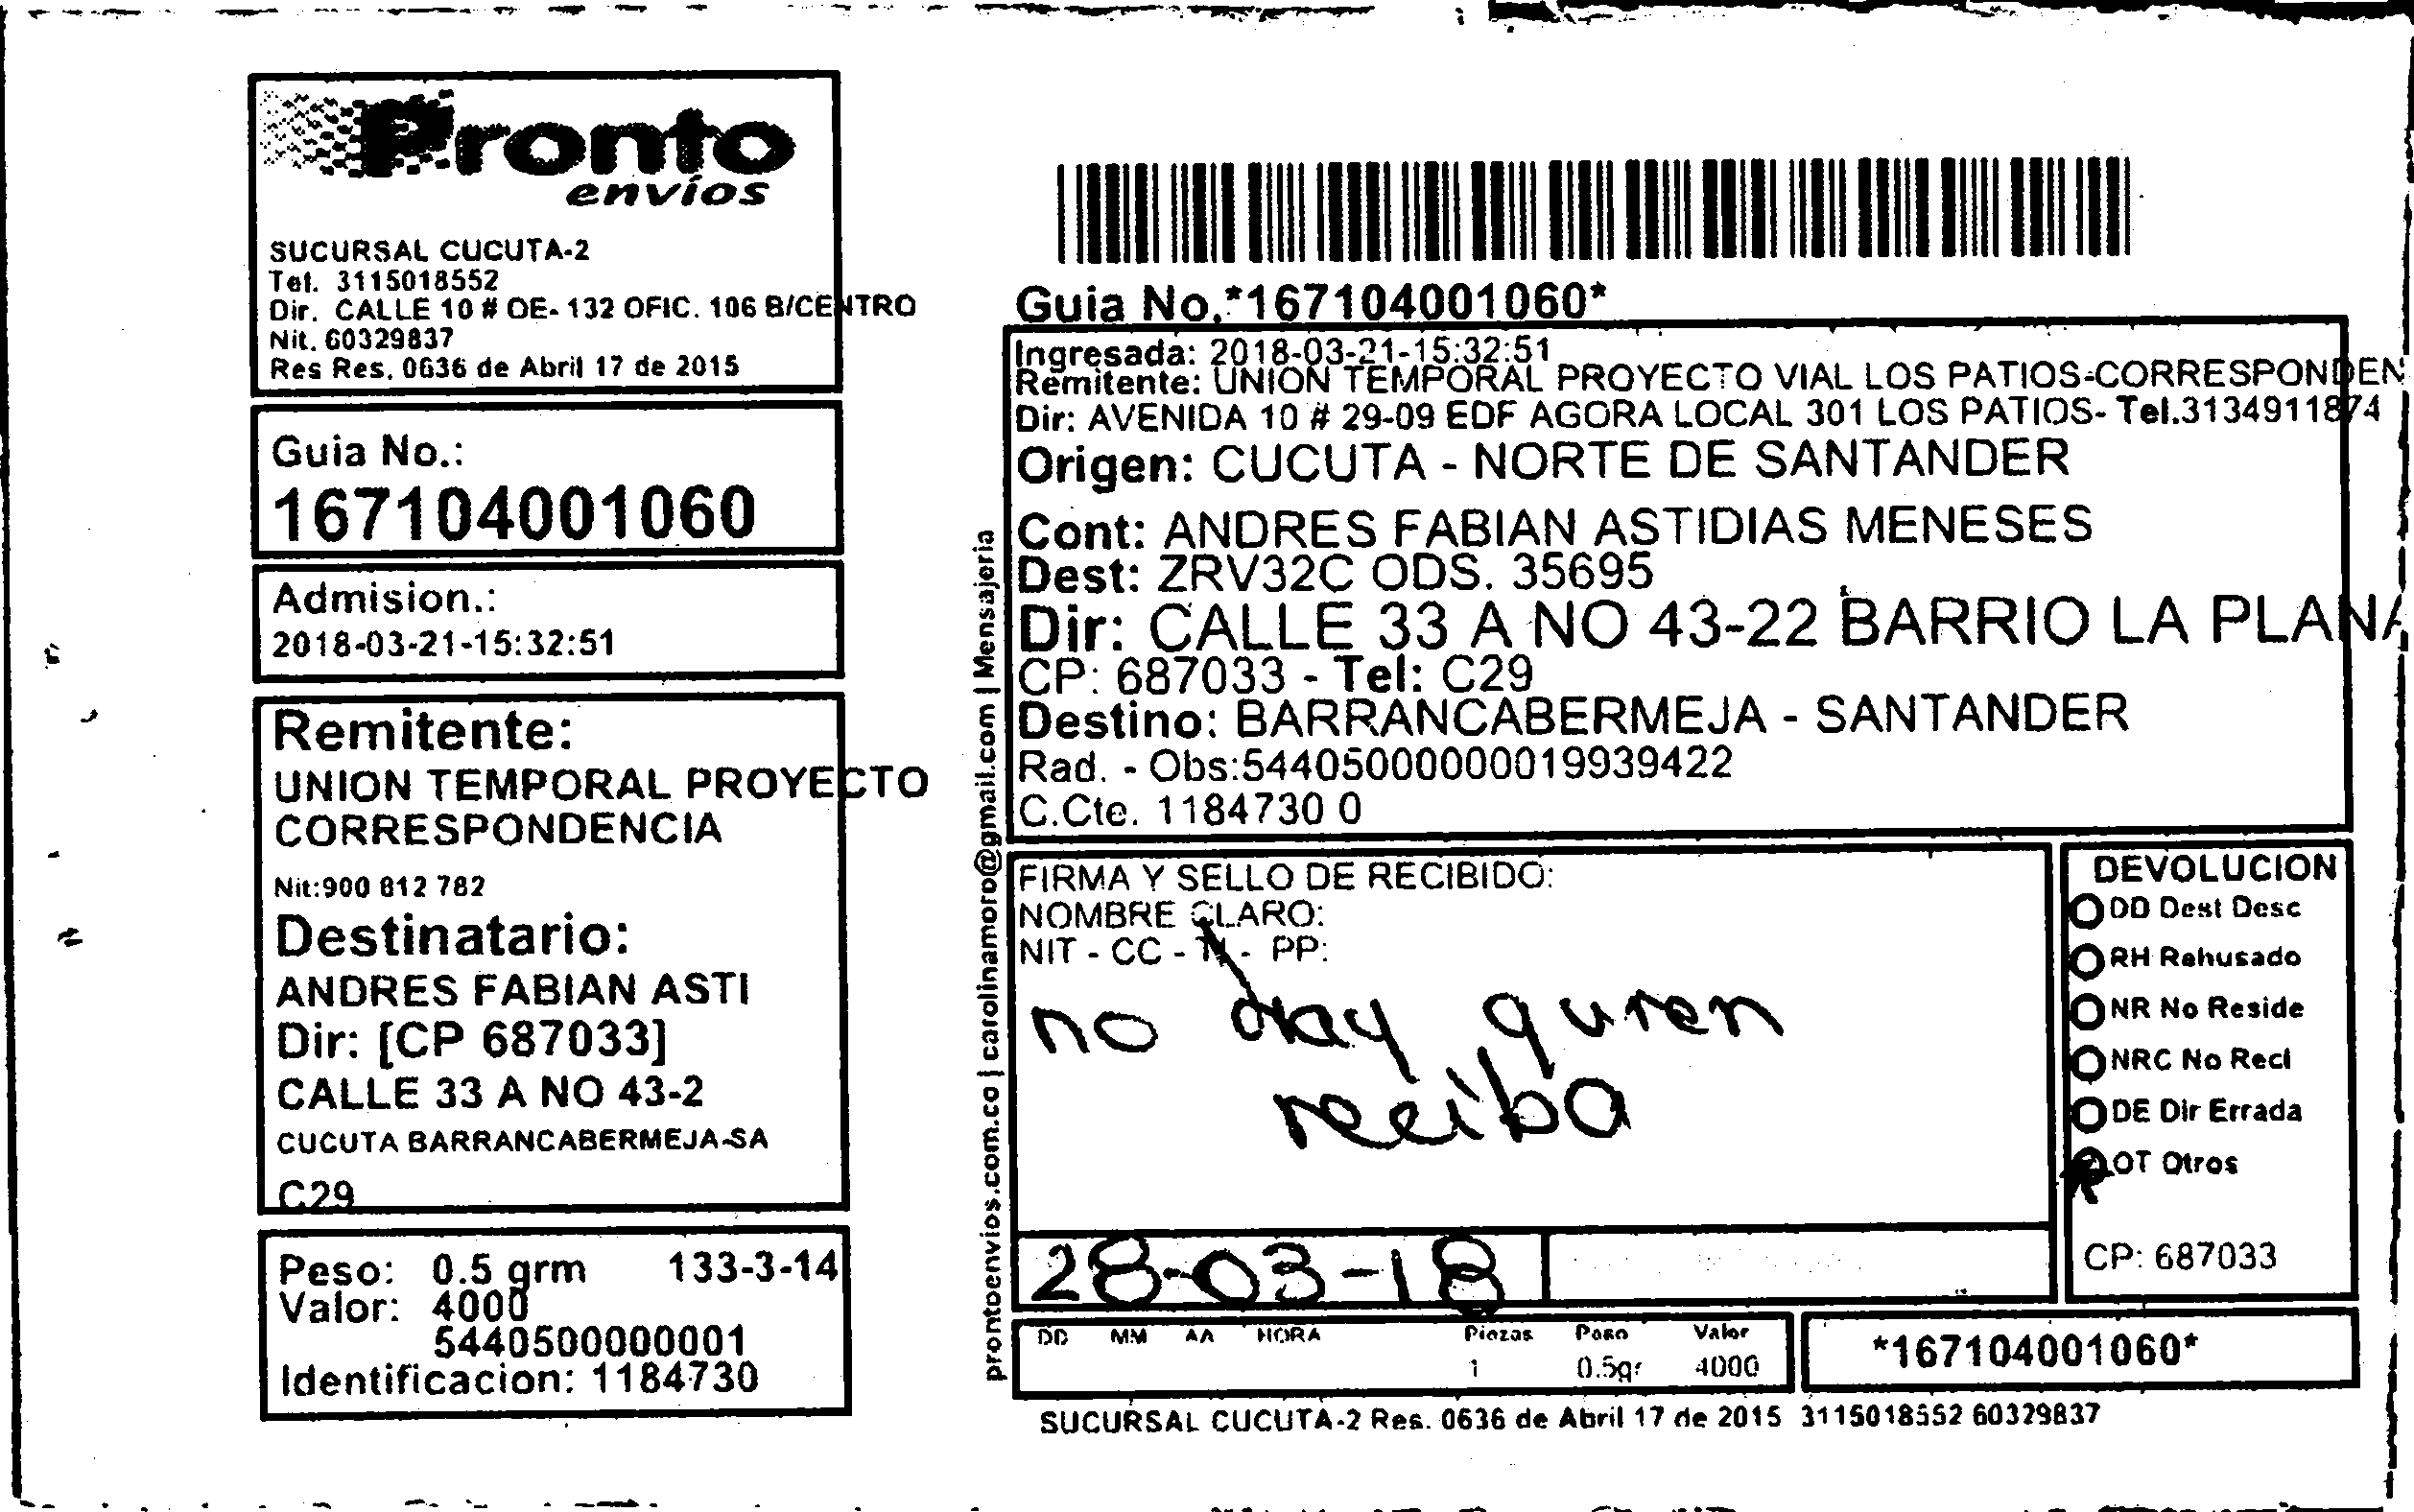 Pronto
envíos
SUCURSAL CUCUTA-2
Tel. 3115018552
Dir. CALLE 10 # OE- 132 OFIC. 106 B/CENTRO
Nit. 60329837
Res Res. 0636 de Abril 17 de 2015
Guia No.:
167104001060
Admision.:
2018-03-21-15:32:51
Remitente:
UNION TEMPORAL PROYECTO
CORRESPONDENCIA
Nit:900 812 782
Destinatario:
ANDRES FABIAN ASTI
Dir: [CP 687033]
CALLE 33 A NO 43-2
CUCUTA BARRANCABERMEJA-SA
C29
Peso: 0.5 grm 133-3-14
Valor: 4000
5440500000001
Identificacion: 1184730
prontoenvios.com.co | carolinamoro@gmail.com | Mensajeria
Guia No.*167104001060*
Ingresada: 2018-03-21-15:32:51
Remitente: UNION TEMPORAL PROYECTO VIAL LOS PATIOS-CORRESPONDEN
Dir: AVENIDA 10 # 29-09 EDF AGORA LOCAL 301 LOS PATIOS- Tel.3134911874
Origen: CUCUTA - NORTE DE SANTANDER
Cont: ANDRES FABIAN ASTIDIAS MENESES
Dest: ZRV32C ODS. 35695
Dir: CALLE 33 A NO 43-22 BARRIO LA PLANA
CP: 687033 - Tel: C29
Destino: BARRANCABERMEJA - SANTANDER
Rad. - Obs:544050000000019939422
C.Cte. 1184730 0
FIRMA Y SELLO DE RECIBIDO:
NOMBRE CLARO:
NIT - CC - TI - PP:
no hay quien
reciba
28-03-18
DD MM AA HORA Piezas Peso Valor
1 0.5gr 4000
DEVOLUCION
DD Dest Desc
RH Rehusado
NR No Reside
NRC No Recl
DE Dir Errada
OT Otros
CP: 687033
*167104001060*
SUCURSAL CUCUTA-2 Res. 0636 de Abril 17 de 2015 3115018552 60329837